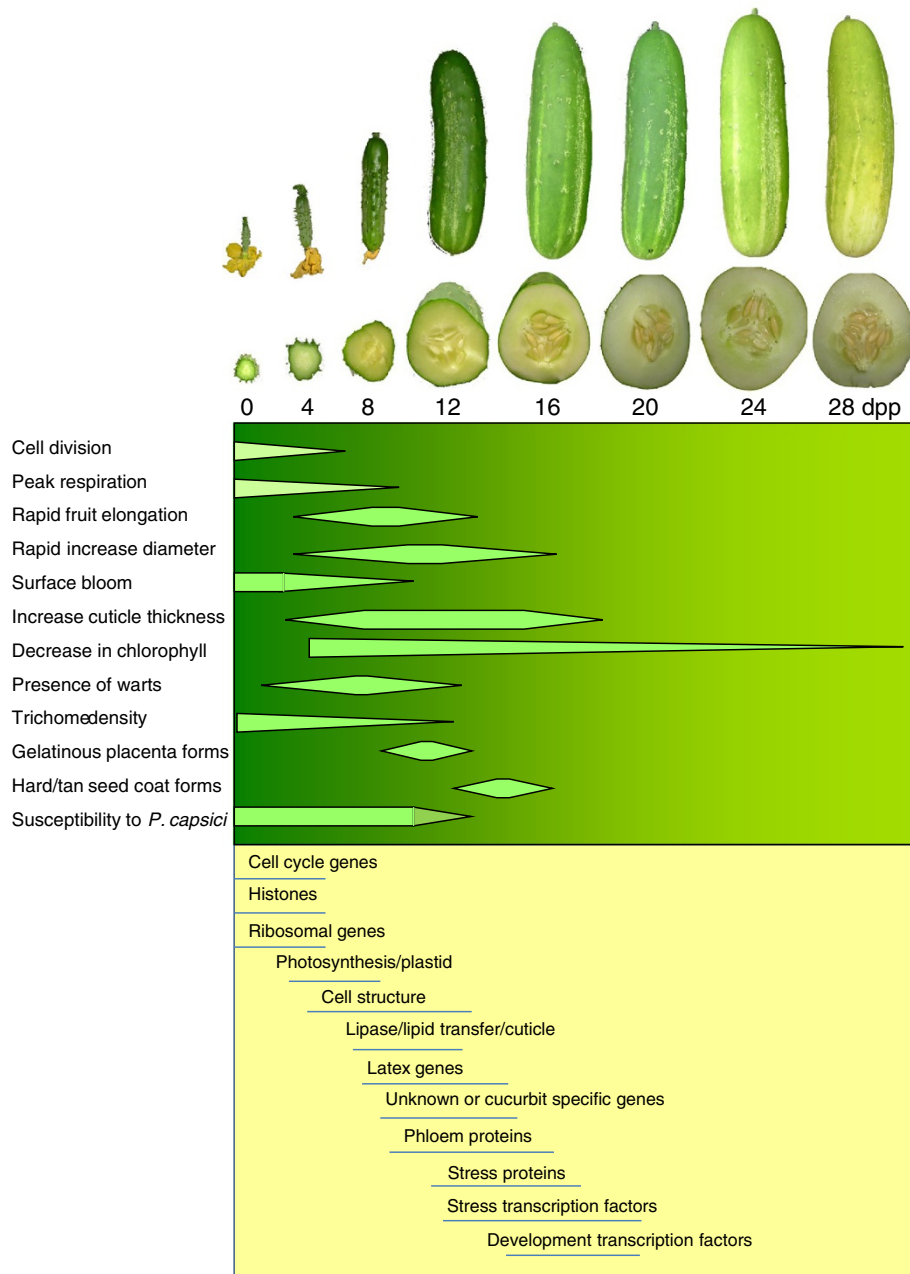 0 4 8 12 16 20 24 28 dpp
Cell division
Peak respiration
Rapid fruit elongation
Rapid increase diameter
Surface bloom
Increase cuticle thickness
Decrease in chlorophyll
Presence of warts
Trichomedensity
Gelatinous placenta forms
Hard/tan seed coat forms
Susceptibility to P. capsici
Cell cycle genes
Histones
Ribosomal genes
Photosynthesis/plastid
Cell structure
Lipase/lipid transfer/cuticle
Latex genes
Unknown or cucurbit specific genes
Phloem proteins
Stress proteins
Stress transcription factors
Development transcription factors